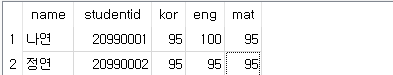 name studentid kor eng mat
1 나연 20990001 95 100 95
2 정연 20990002 95 95 95